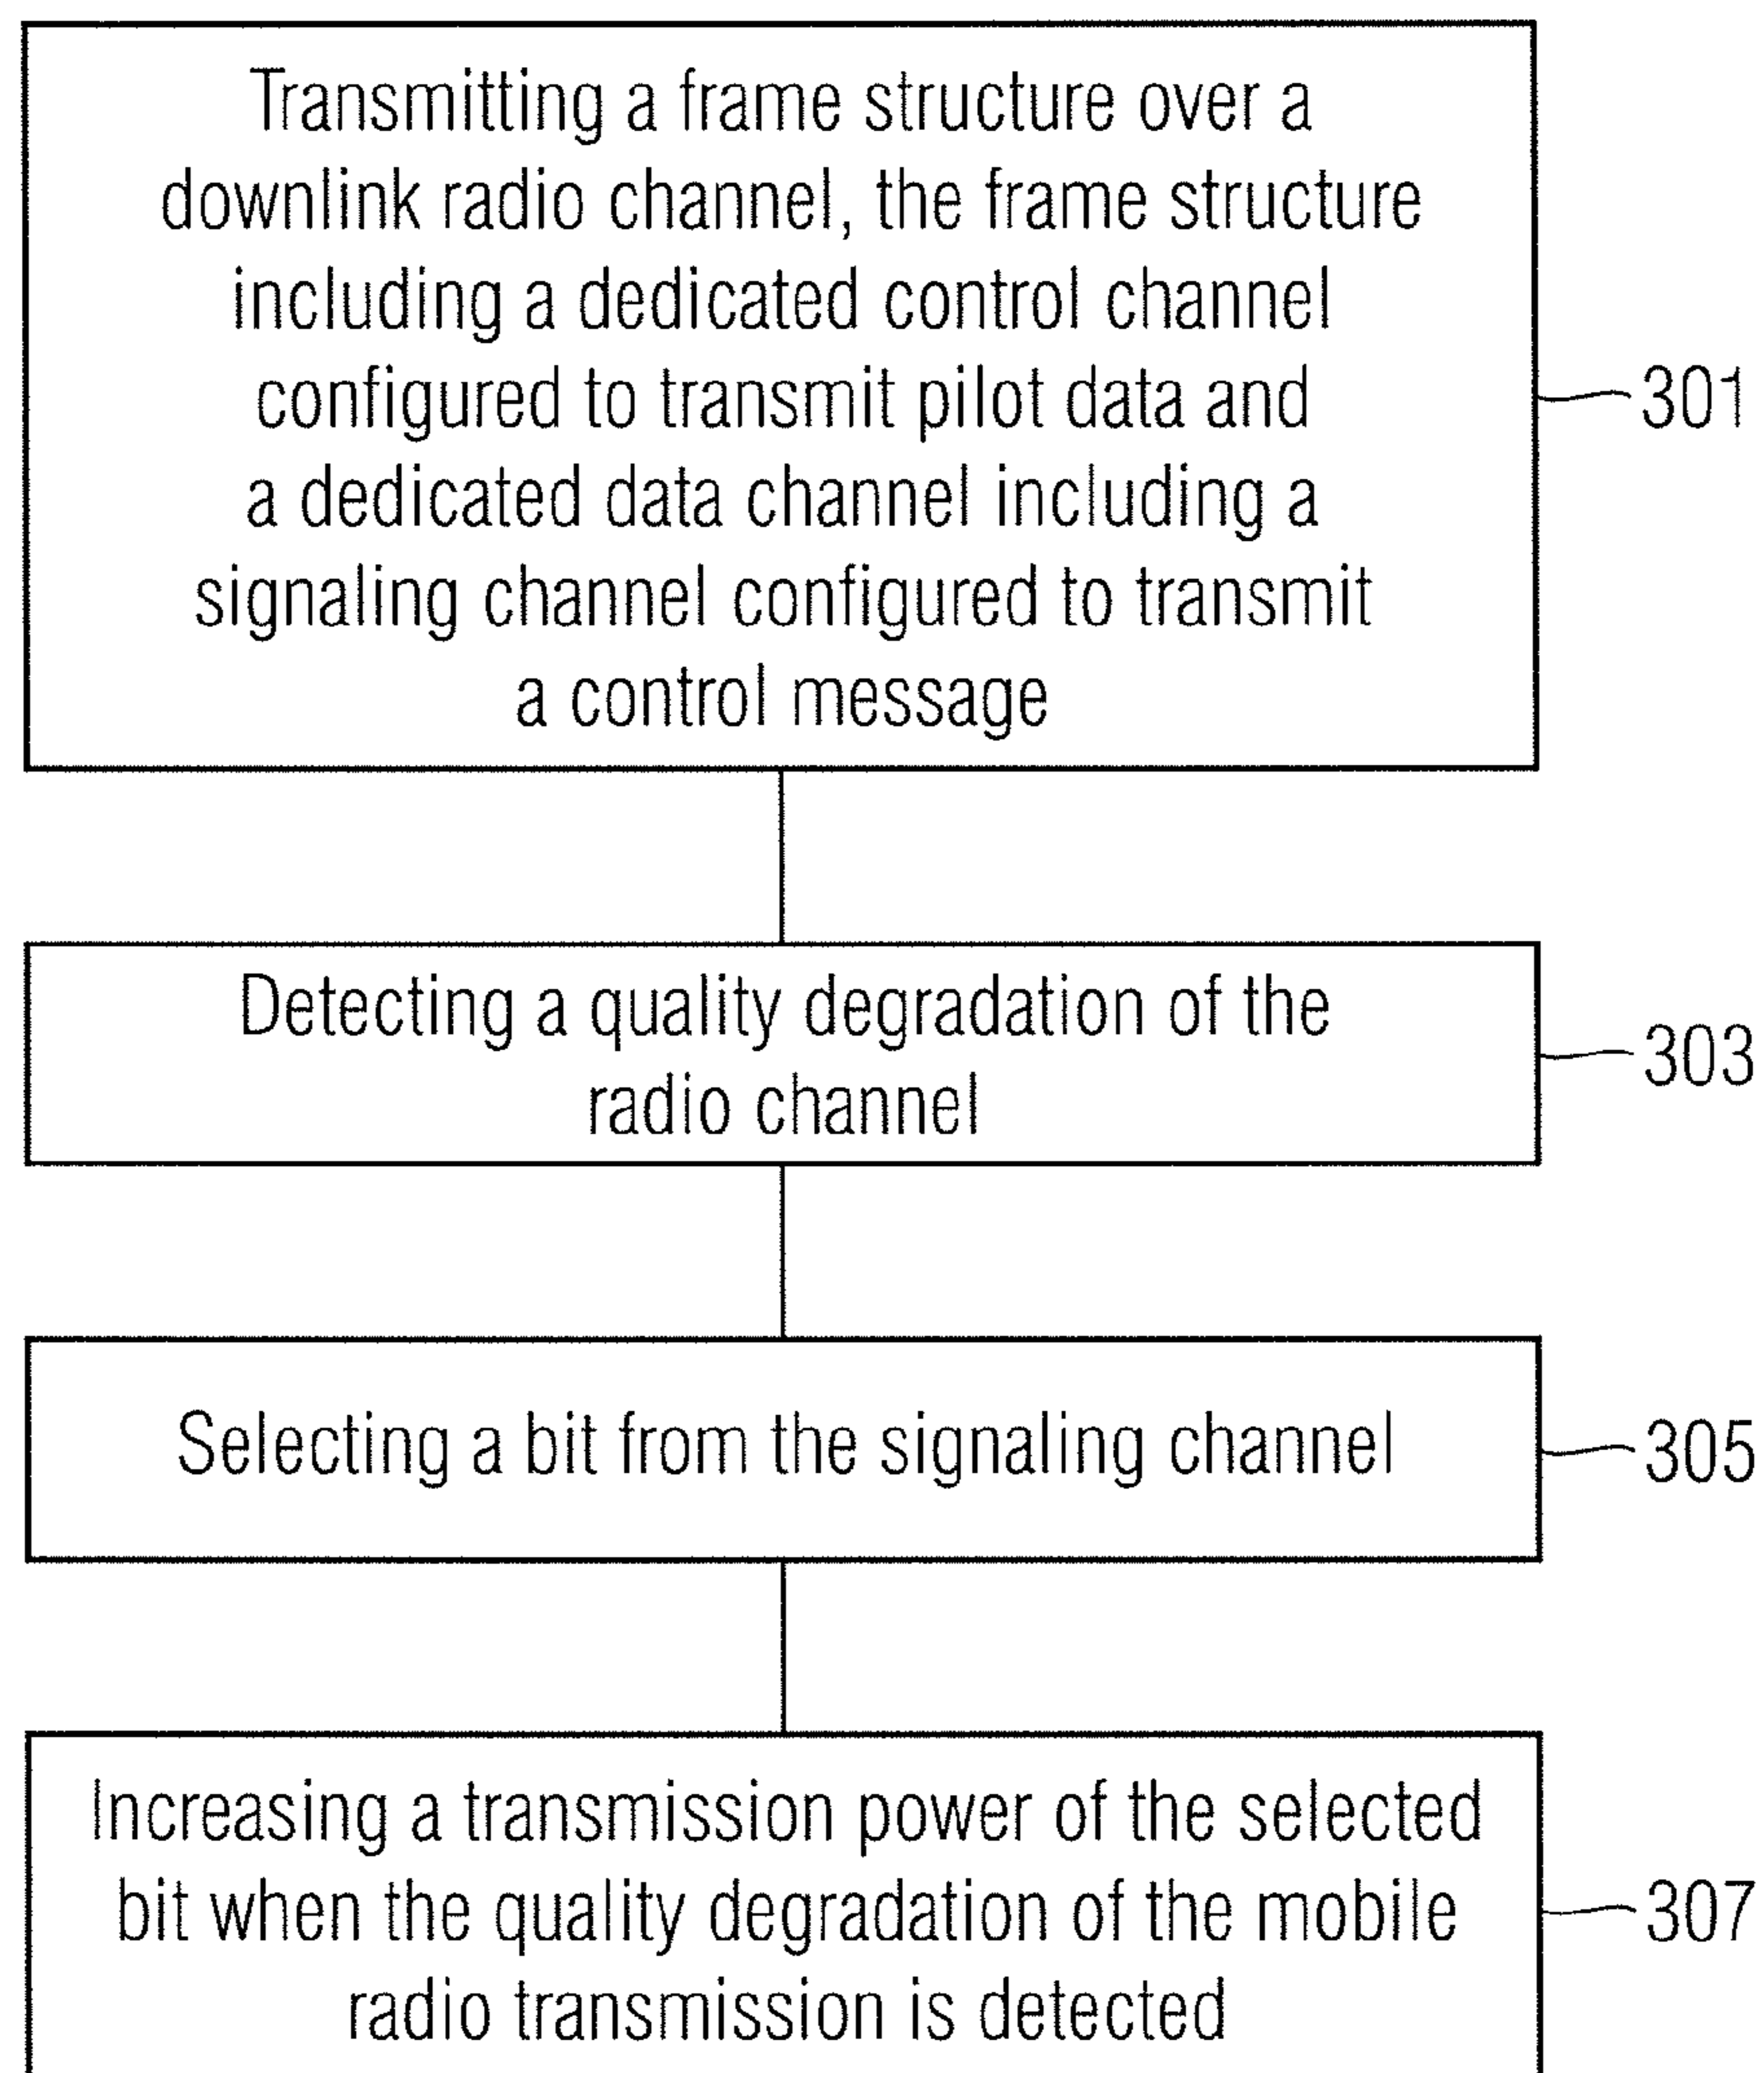 Transmitting a frame structure over a
downlink radio channel, the frame structure
including a dedicated control channel
configured to transmit pilot data and
a dedicated data channel including a
signaling channel configured to transmit
a control message
301
Detecting a quality degradation of the
radio channel
303
Selecting a bit from the signaling channel
305
Increasing a transmission power of the selected
bit when the quality degradation of the mobile
radio transmission is detected
307